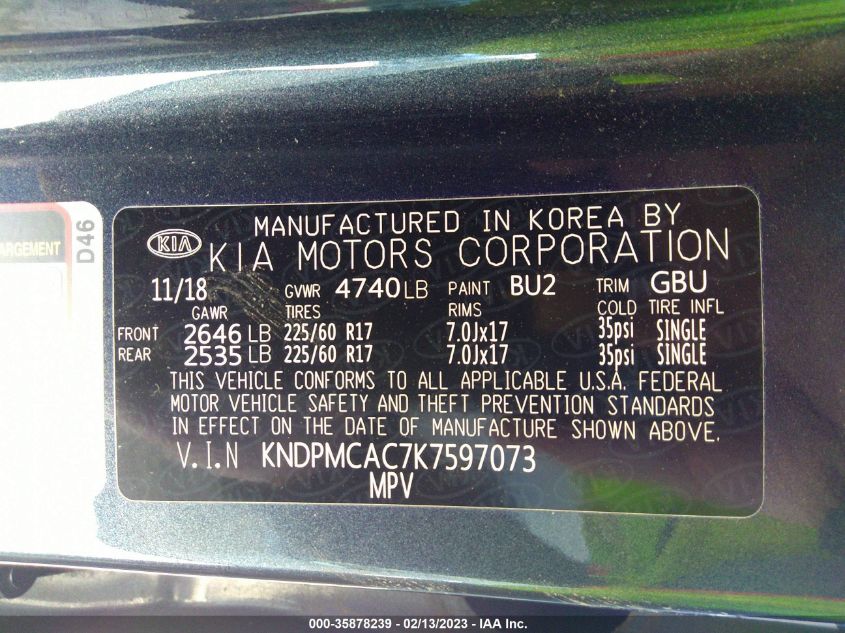 ARGEMENT
D46
KIA
MANUFACTURED IN KOREA BY
KIA MOTORS CORPORATION
11/18 GVWR 4740 LB PAINT BU2 TRIM GBU
GAWR TIRES RIMS COLD TIRE INFL
FRONT 2646 LB 225/60 R17 7.0Jx17 35psi SINGLE
REAR 2535 LB 225/60 R17 7.0Jx17 35psi SINGLE
THIS VEHICLE CONFORMS TO ALL APPLICABLE U.S.A. FEDERAL
MOTOR VEHICLE SAFETY AND THEFT PREVENTION STANDARDS
IN EFFECT ON THE DATE OF MANUFACTURE SHOWN ABOVE.
V.I.N KNDPMCAC7K7597073
MPV
000-35878239 - 02/13/2023 - IAA Inc.